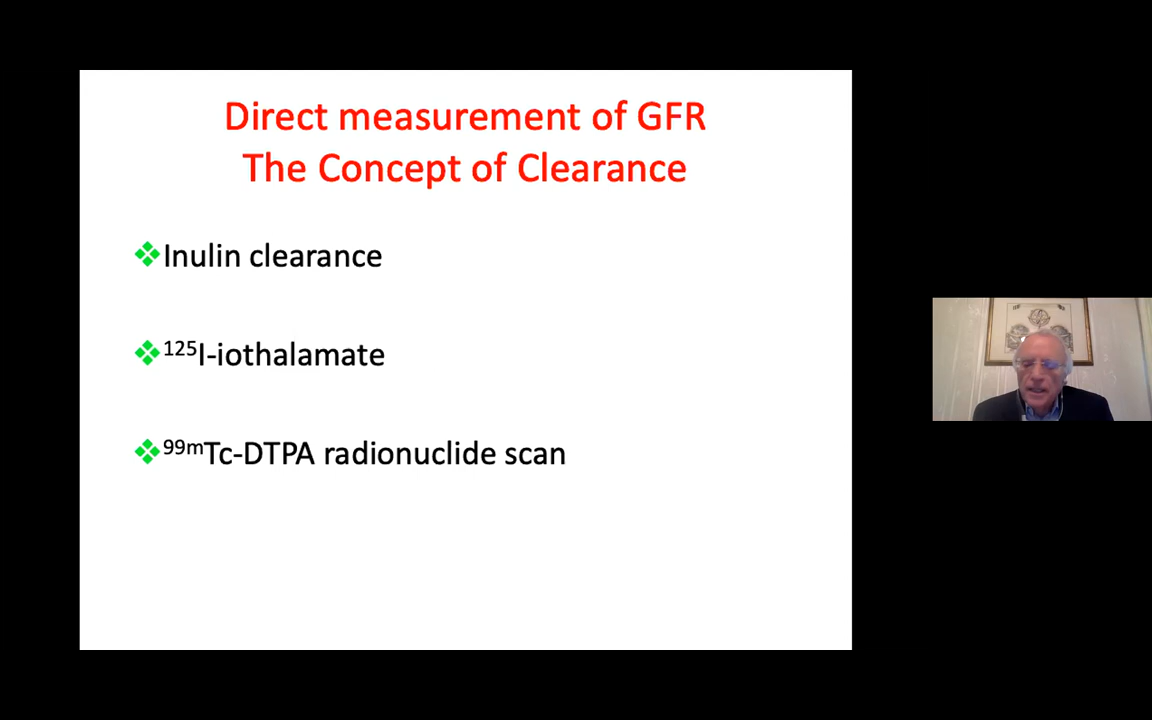 Direct measurement of GFR
The Concept of Clearance
Inulin clearance
125I-iothalamate
99mTc-DTPA radionuclide scan